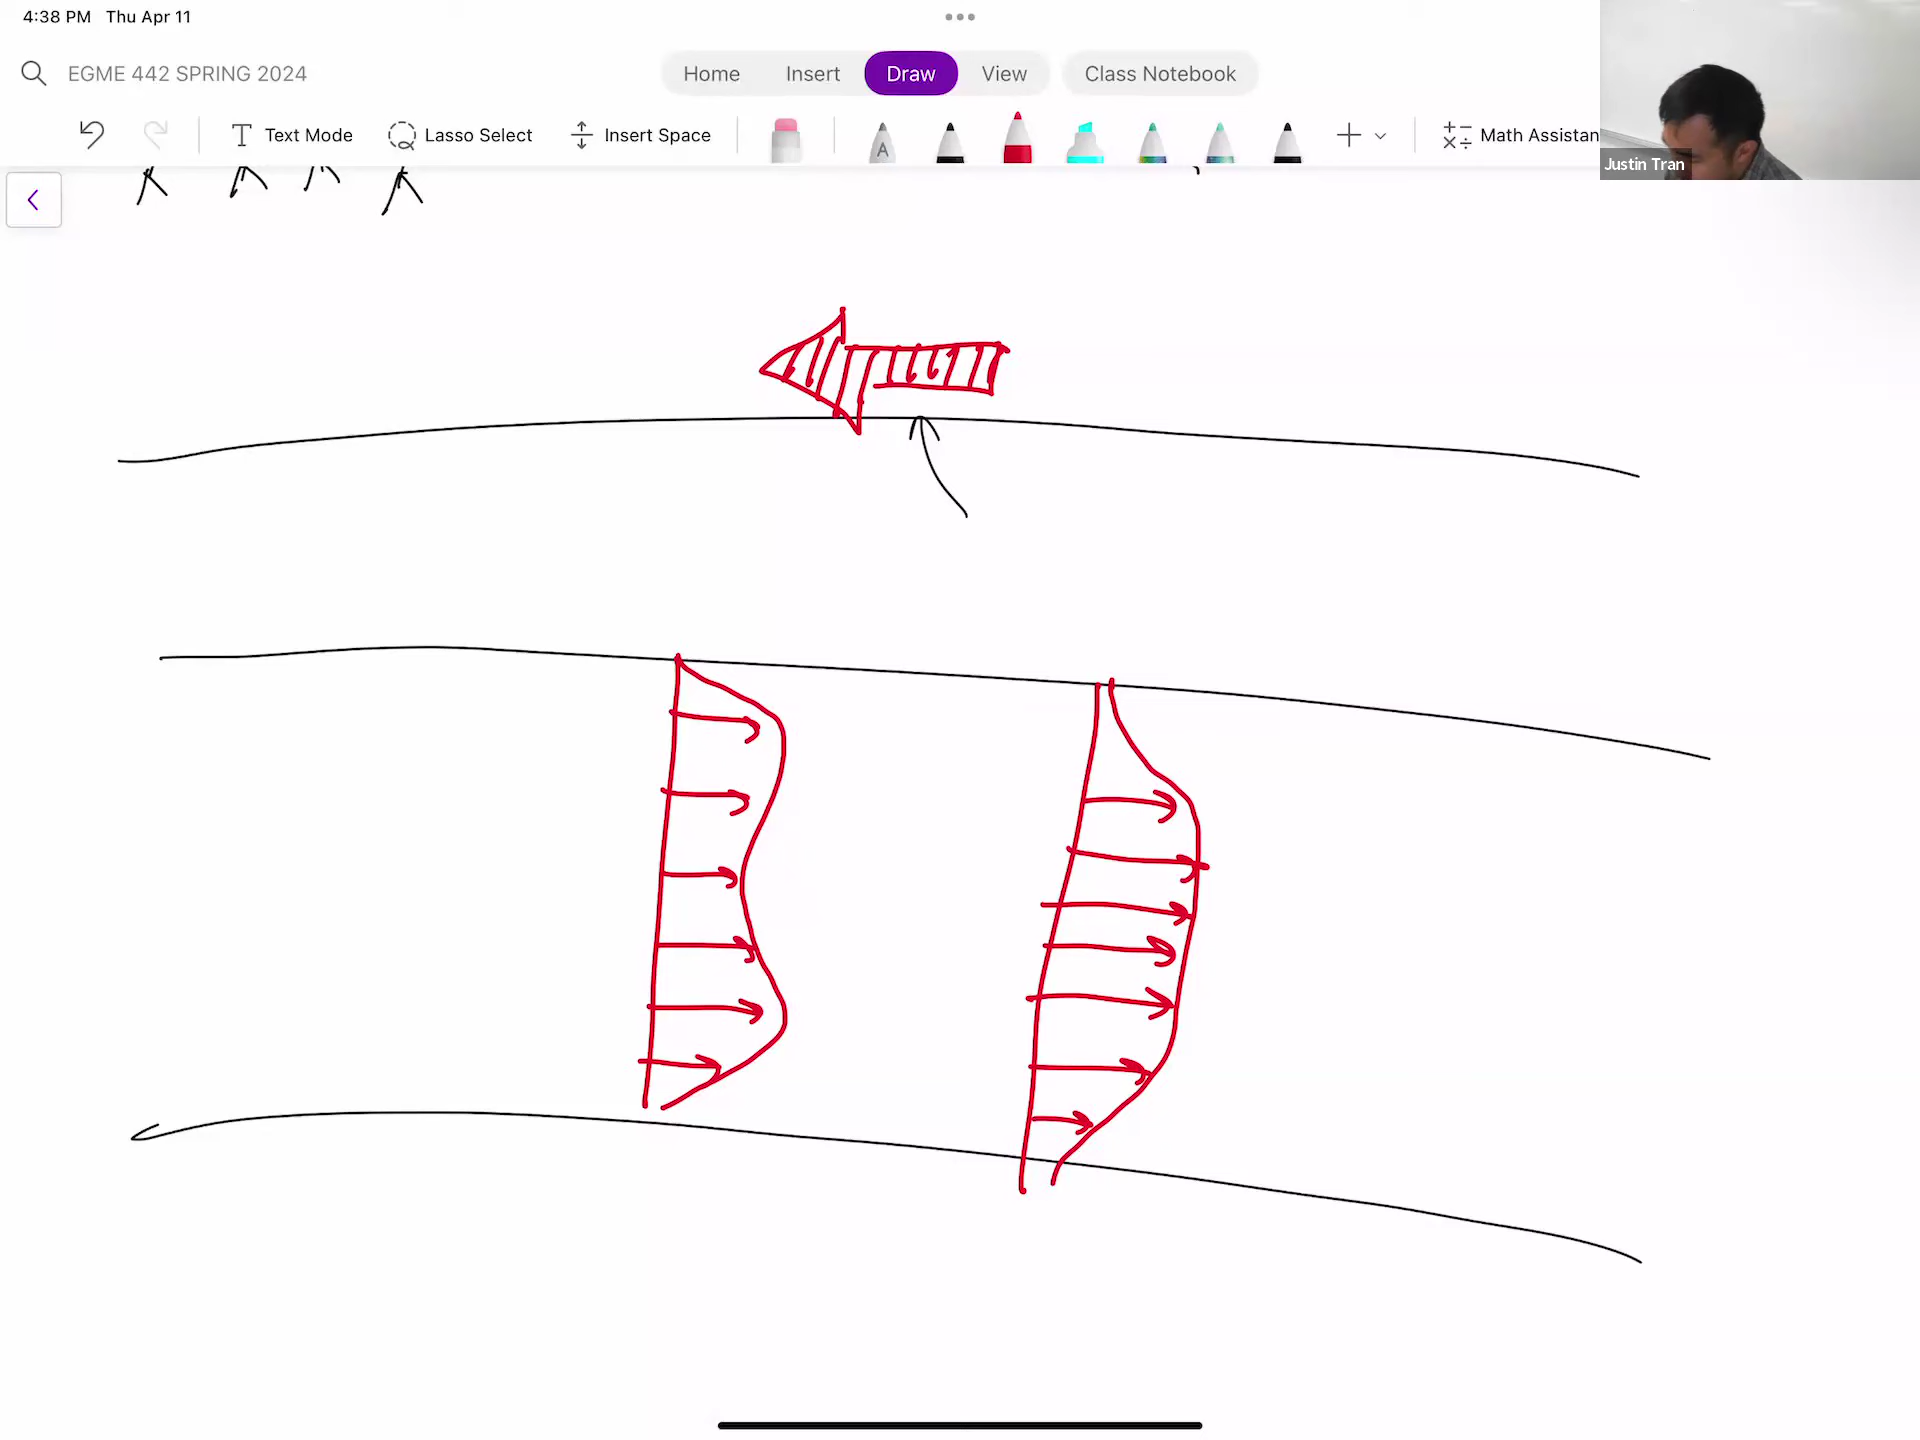 4:38 PM Thu Apr 11
EGME 442 SPRING 2024
Home Insert Draw View Class Notebook
Text Mode Lasso Select Insert Space A Math Assistan
Justin Tran